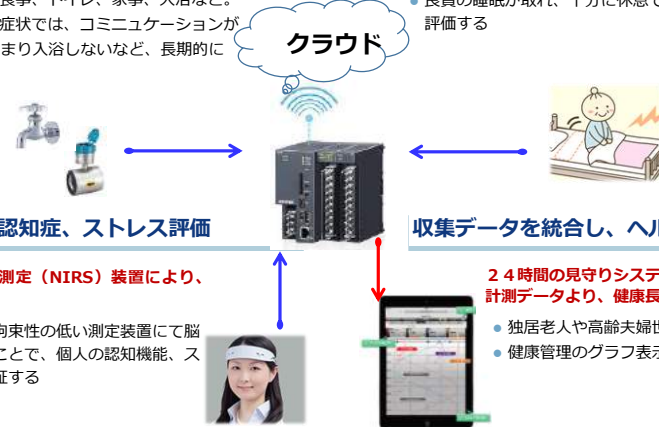 食事、トイレ、家事、入浴など。
症状では、コミニュケーションが
まり入浴しないなど、長期的に
クラウド
良質の睡眠が取れ、十分に休息で
評価する
認知症、ストレス評価
収集データを統合し、ヘル
測定（NIRS）装置により、
拘束性の低い測定装置にて脳
ことで、個人の認知機能、ス
証する
２４時間の見守りシステ
計測データより、健康長
独居老人や高齢夫婦世
健康管理のグラフ表示